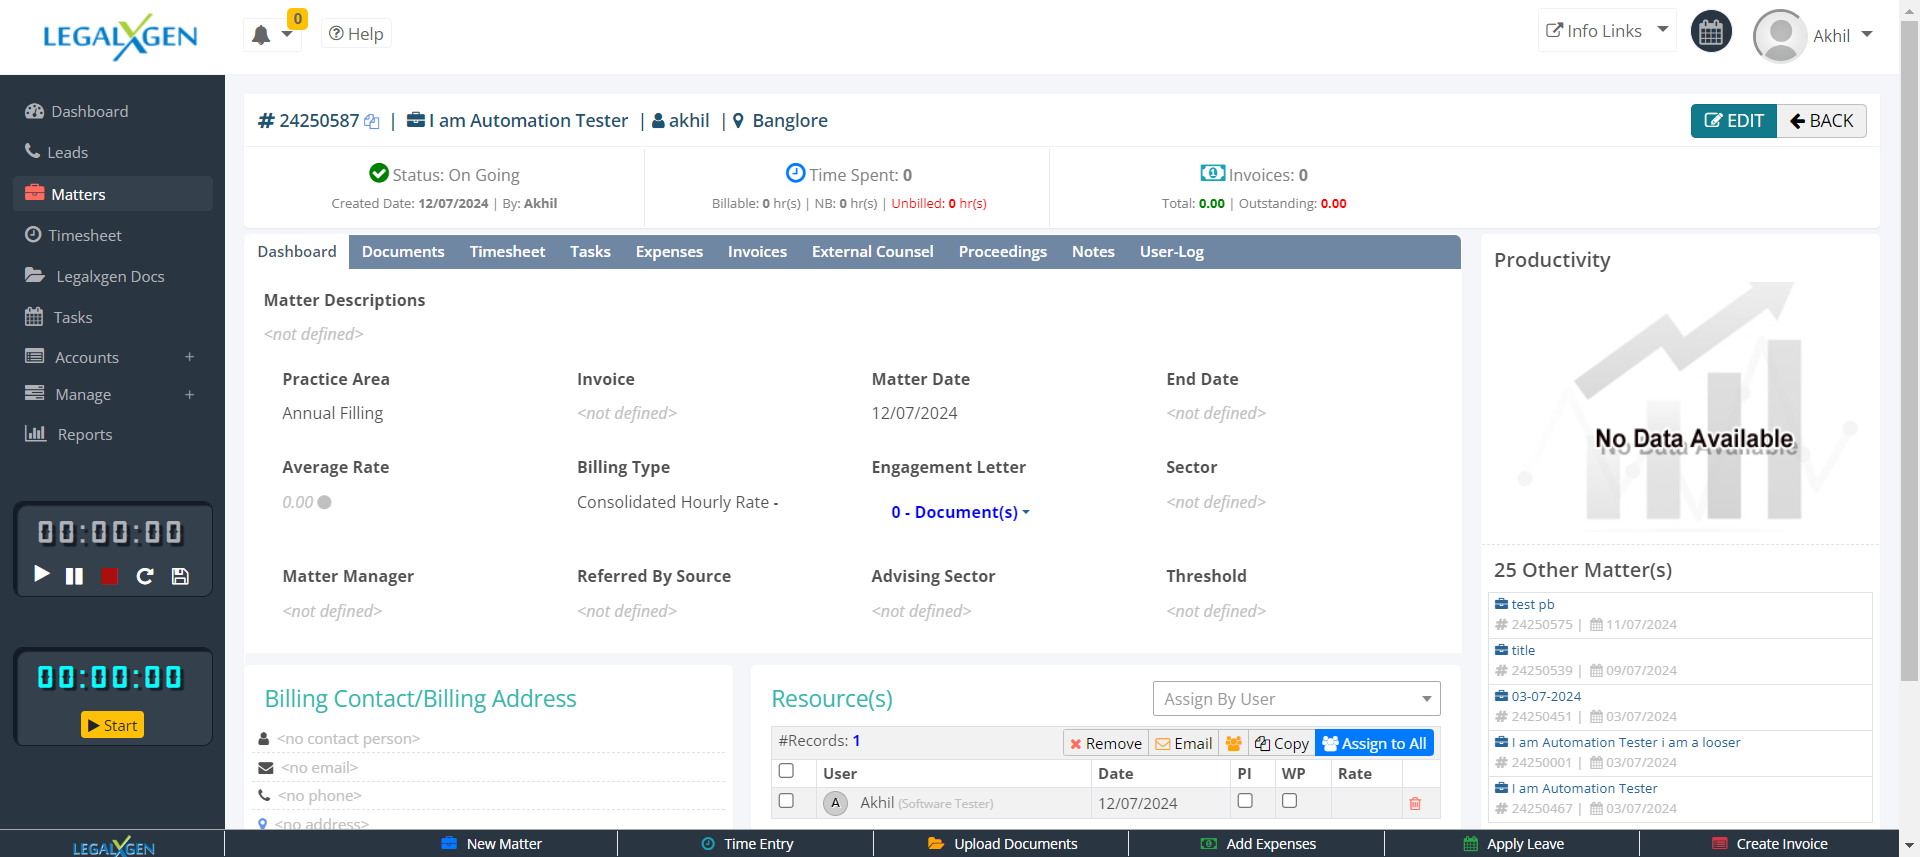 LEGALXGEN
0
Help
Info Links
Akhil
Dashboard
Leads
Matters
Timesheet
Legalxgen Docs
Tasks
Accounts +
Manage +
Reports
00:00:00
00:00:00
Start
# 24250587 | I am Automation Tester | akhil | Banglore
EDIT
BACK
Status: On Going
Created Date: 12/07/2024 | By: Akhil
Time Spent: 0
Billable: 0 hr(s) | NB: 0 hr(s) | Unbilled: 0 hr(s)
Invoices: 0
Total: 0.00 | Outstanding: 0.00
Dashboard Documents Timesheet Tasks Expenses Invoices External Counsel Proceedings Notes User-Log
Matter Descriptions
<not defined>
Practice Area Invoice Matter Date End Date
Annual Filling <not defined> 12/07/2024 <not defined>
Average Rate Billing Type Engagement Letter Sector
0.00 Consolidated Hourly Rate - 0 - Document(s) <not defined>
Matter Manager Referred By Source Advising Sector Threshold
<not defined> <not defined> <not defined> <not defined>
Productivity
No Data Available
25 Other Matter(s)
test pb
# 24250575 | 11/07/2024
title
# 24250539 | 09/07/2024
03-07-2024
# 24250451 | 03/07/2024
I am Automation Tester i am a looser
# 24250001 | 03/07/2024
I am Automation Tester
# 24250467 | 03/07/2024
Billing Contact/Billing Address
<no contact person>
<no email>
<no phone>
<no address>
Resource(s)
Assign By User
#Records: 1
Remove Email Copy Assign to All
User Date PI WP Rate
A Akhil (Software Tester) 12/07/2024
LEGALXGEN
New Matter
Time Entry
Upload Documents
Add Expenses
Apply Leave
Create Invoice